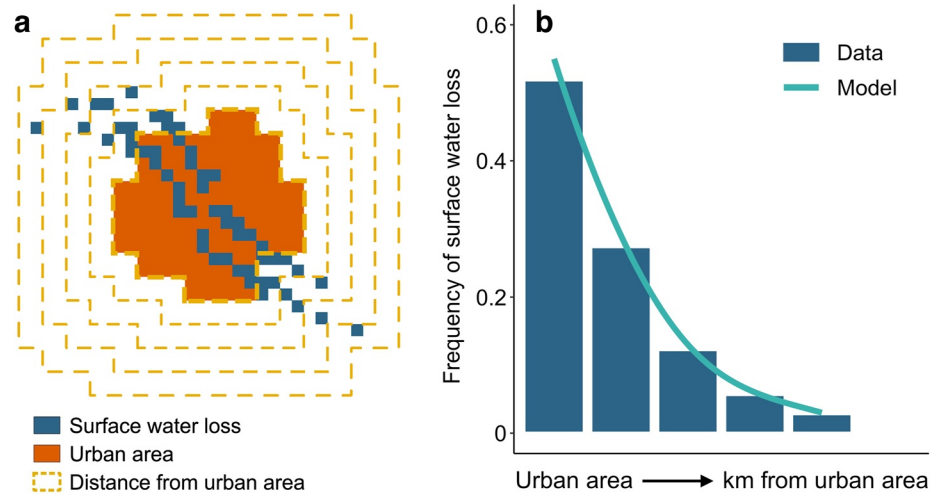 a
Surface water loss
Urban area
Distance from urban area
b
Frequency of surface water loss
0.6
0.4
0.2
0
Data
Model
Urban area → km from urban area